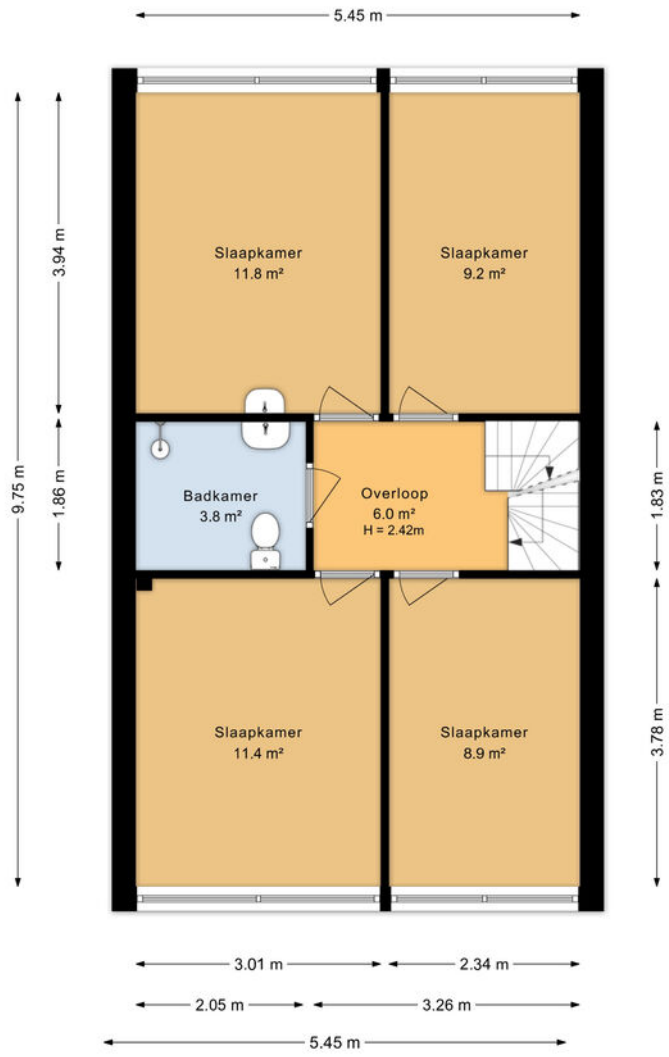 5.45 m
3.94 m
Slaapkamer
11.8 m²
Slaapkamer
9.2 m²
9.75 m
1.86 m
Badkamer
3.8 m²
Overloop
6.0 m²
H = 2.42m
1.83 m
Slaapkamer
11.4 m²
Slaapkamer
8.9 m²
3.78 m
3.01 m
2.34 m
2.05 m
3.26 m
5.45 m